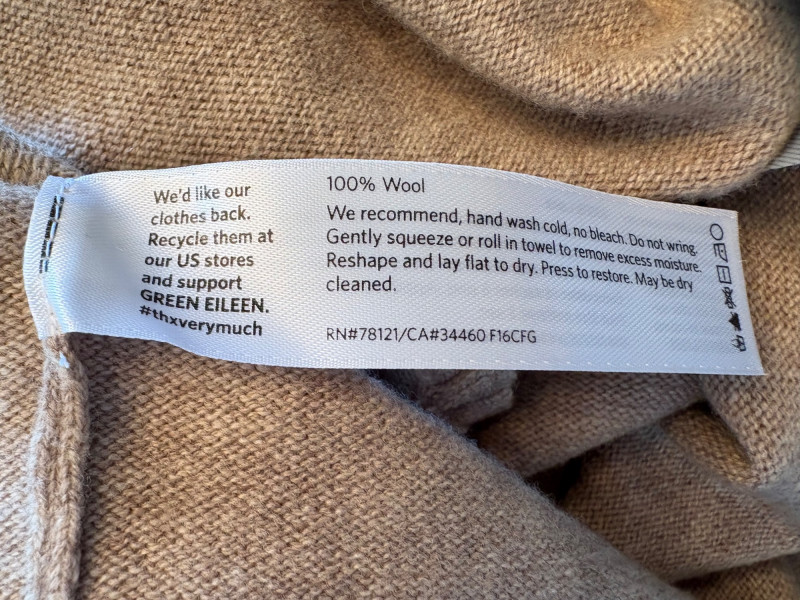 We'd like our
clothes back.
Recycle them at
our US stores
and support
GREEN EILEEN.
#thxverymuch
100% Wool
We recommend, hand wash cold, no bleach. Do not wring.
Gently squeeze or roll in towel to remove excess moisture.
Reshape and lay flat to dry. Press to restore. May be dry
cleaned.
RN#78121/CA#34460 F16CFG